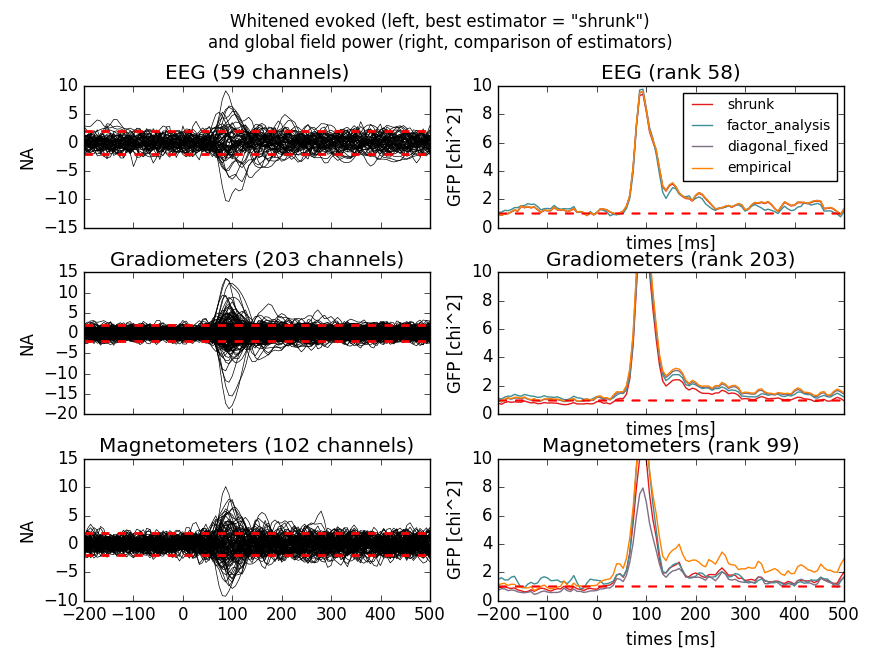 Whitened evoked (left, best estimator = "shrunk")
and global field power (right, comparison of estimators)
EEG (59 channels)
10
5
0
−5
−10
−15
NA
EEG (rank 58)
10
8
6
4
2
0
GFP [chi^2]
shrunk
factor_analysis
diagonal_fixed
empirical
times [ms]
Gradiometers (203 channels)
15
10
5
0
−5
−10
−15
−20
NA
Gradiometers (rank 203)
10
8
6
4
2
0
GFP [chi^2]
times [ms]
Magnetometers (102 channels)
15
10
5
0
−5
−10
NA
−200 −100 0 100 200 300 400 500
Magnetometers (rank 99)
10
8
6
4
2
0
GFP [chi^2]
−200 −100 0 100 200 300 400 500
times [ms]